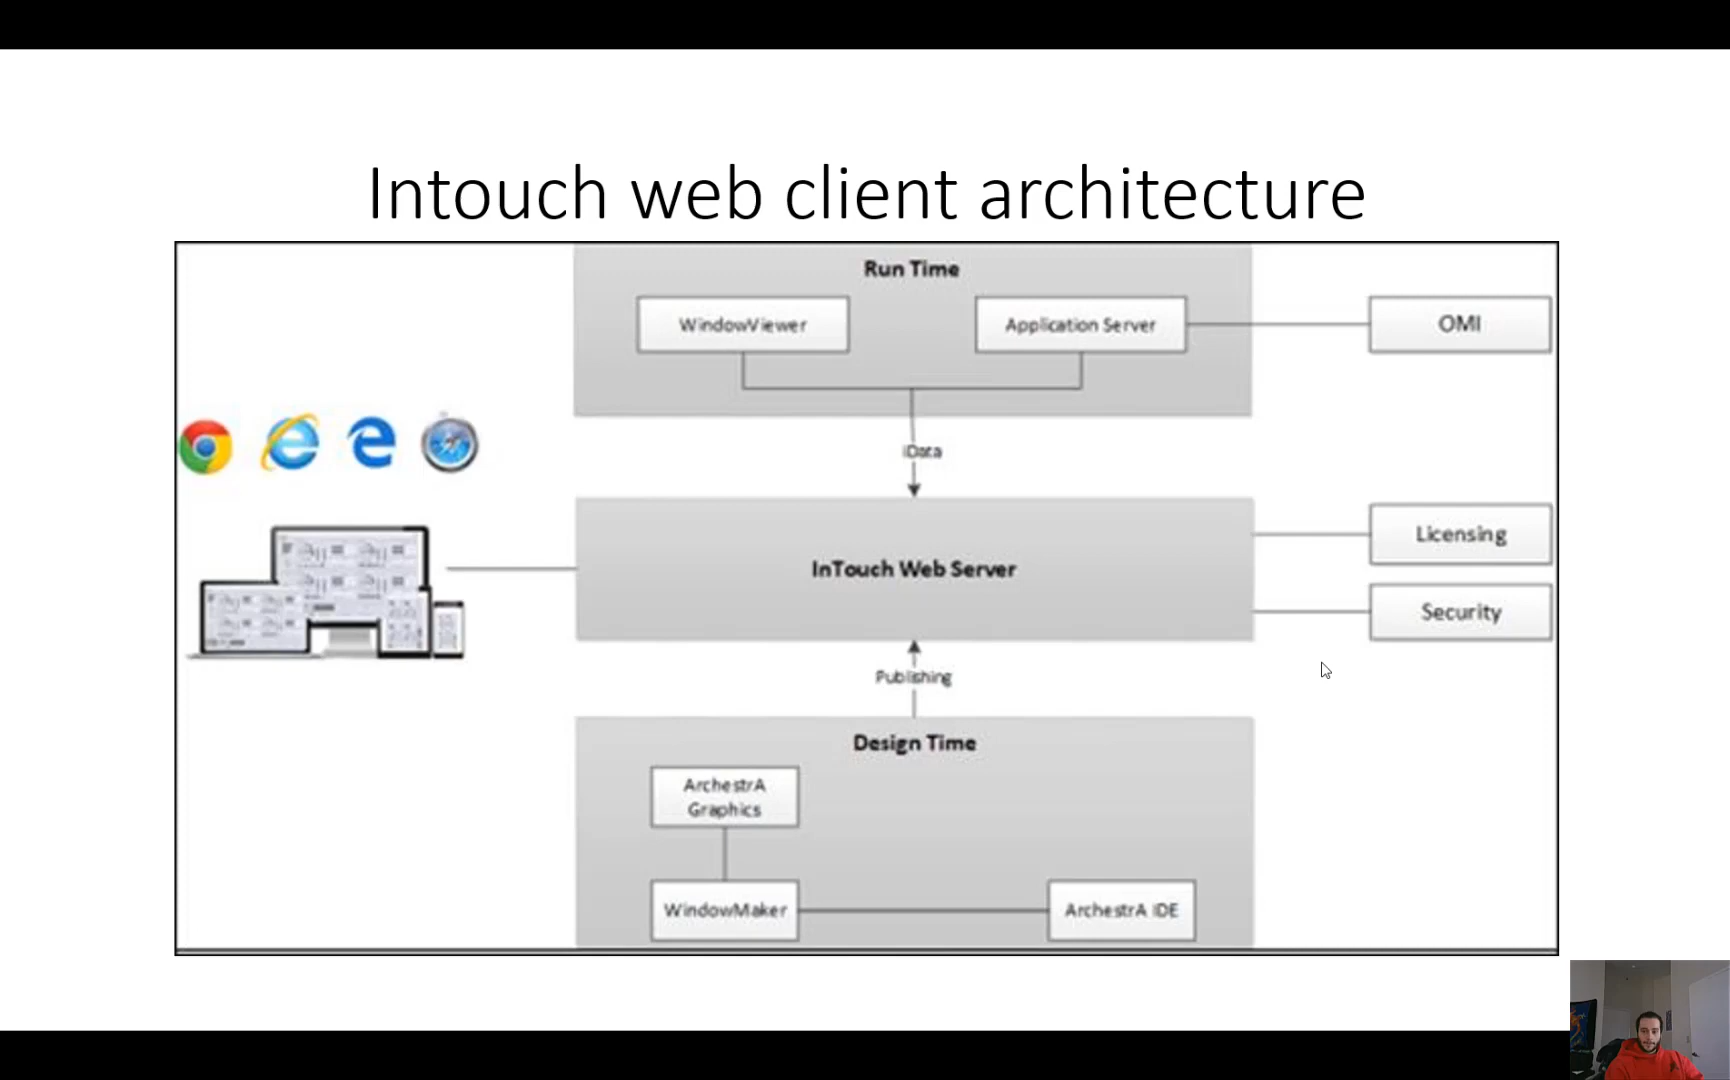 Intouch web client architecture
Run Time
WindowViewer
Application Server
OMI
iData
InTouch Web Server
Licensing
Security
Publishing
Design Time
ArchestrA
Graphics
WindowMaker
ArchestrA IDE